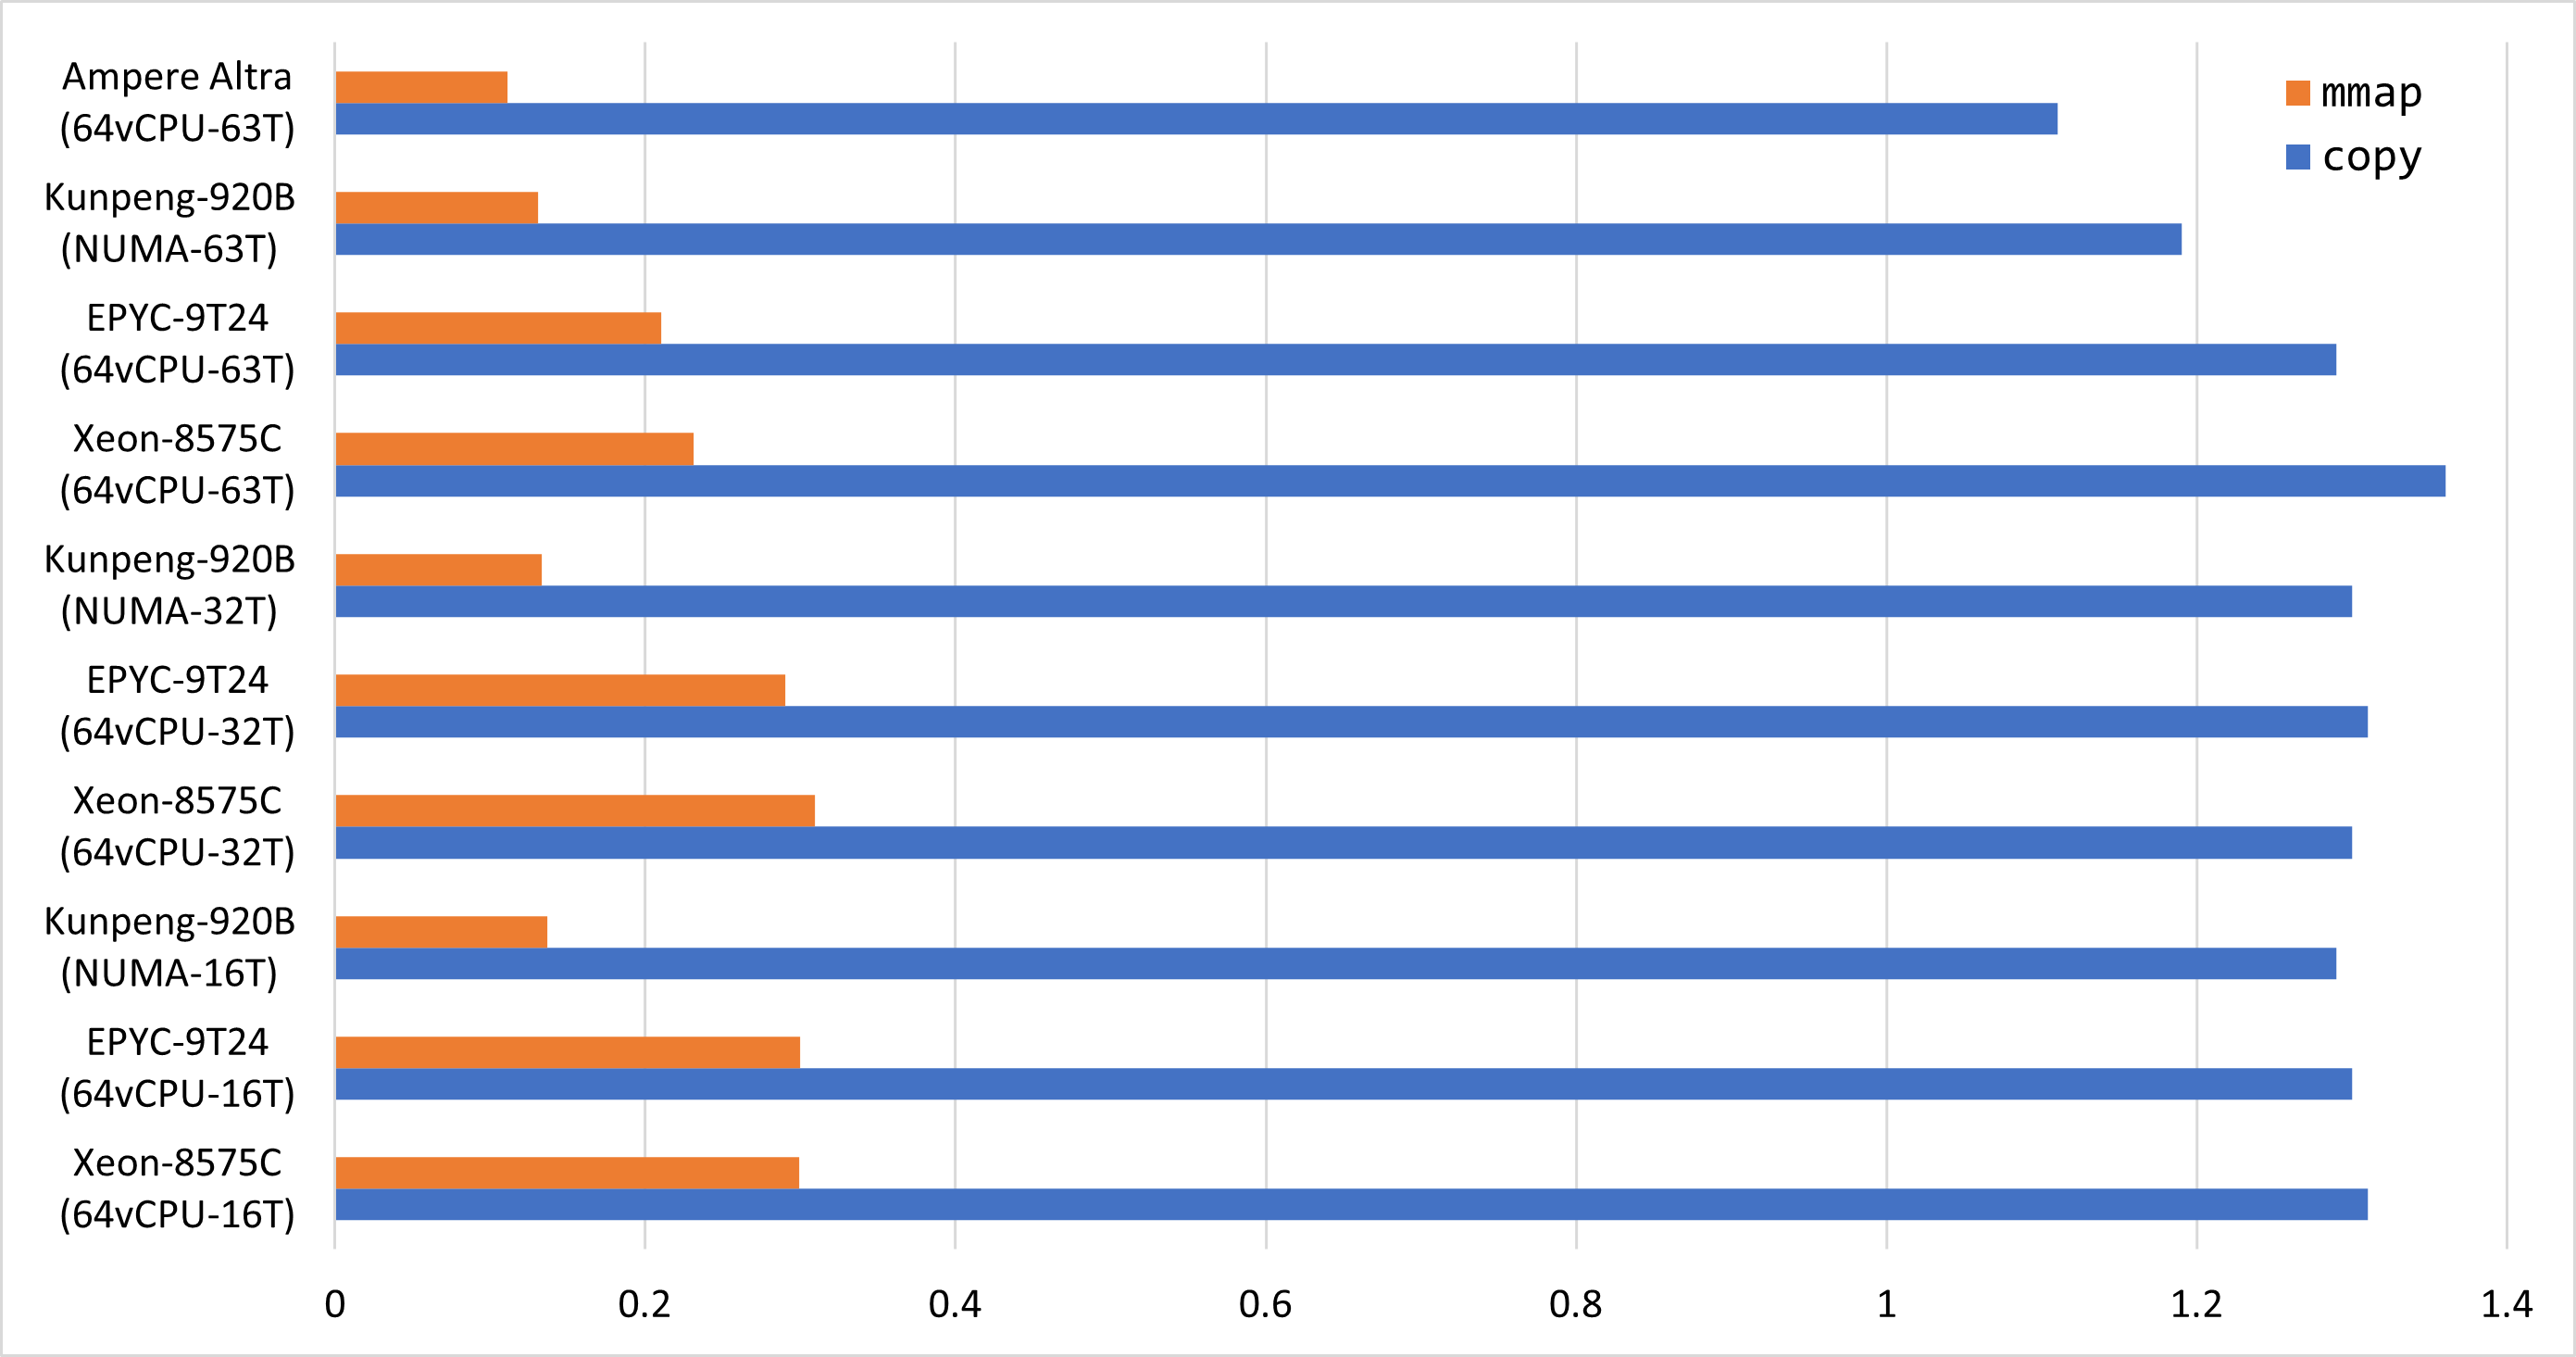 Ampere Altra
(64vCPU-63T)
Kunpeng-920B
(NUMA-63T)
EPYC-9T24
(64vCPU-63T)
Xeon-8575C
(64vCPU-63T)
Kunpeng-920B
(NUMA-32T)
EPYC-9T24
(64vCPU-32T)
Xeon-8575C
(64vCPU-32T)
Kunpeng-920B
(NUMA-16T)
EPYC-9T24
(64vCPU-16T)
Xeon-8575C
(64vCPU-16T)
mmap
copy
0 0.2 0.4 0.6 0.8 1 1.2 1.4